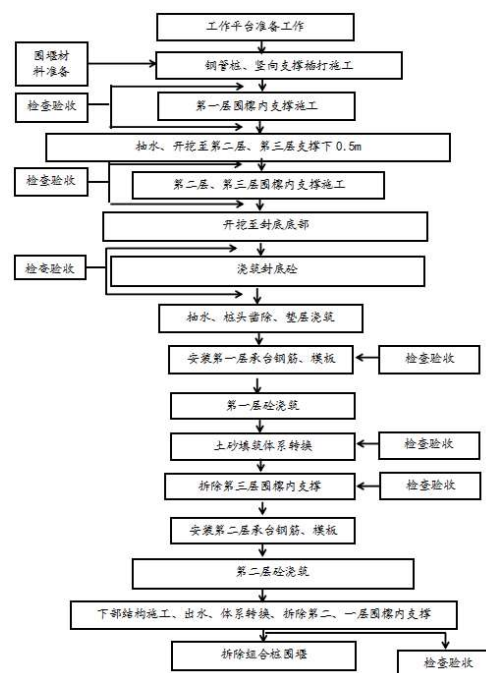 工作平台准备工作
围堰材
料准备
钢管桩、竖向支撑插打施工
检查验收
第一层围檩内支撑施工
抽水、开挖至第二层、第三层支撑下 0.5m
检查验收
第二层、第三层围檩内支撑施工
开挖至封底底部
检查验收
浇筑封底砼
抽水、桩头凿除、垫层浇筑
安装第一层承台钢筋、模板
检查验收
第一层砼浇筑
土砂填筑体系转换
检查验收
拆除第三层围檩内支撑
检查验收
安装第二层承台钢筋、模板
第二层砼浇筑
下部结构施工、出水、体系转换、拆除第二、一层围檩内支撑
拆除组合桩围堰
检查验收